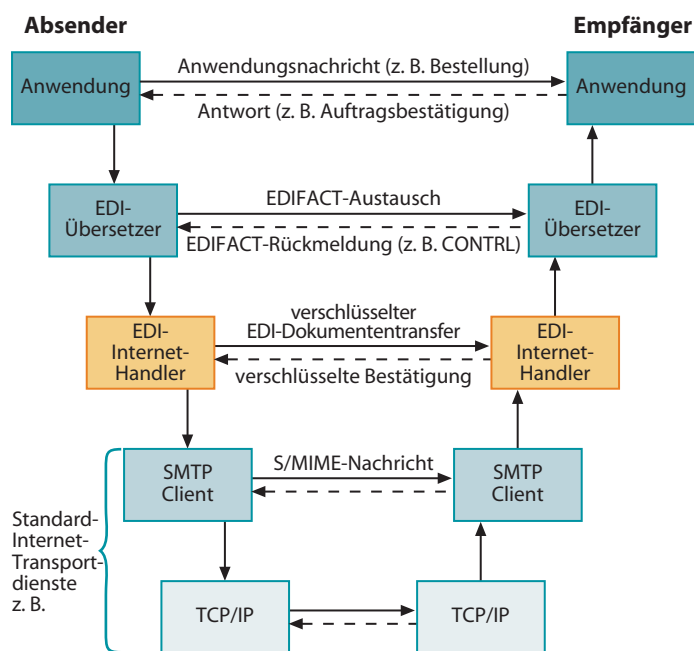 Absender
Empfänger
Anwendung
Anwendungsnachricht (z. B. Bestellung)
Antwort (z. B. Auftragsbestätigung)
Anwendung
EDI-
Übersetzer
EDIFACT-Austausch
EDIFACT-Rückmeldung (z. B. CONTRL)
EDI-
Übersetzer
EDI-
Internet-
Handler
verschlüsselter
EDI-Dokumententransfer
verschlüsselte Bestätigung
EDI-
Internet-
Handler
Standard-
Internet-
Transport-
dienste
z. B.
SMTP
Client
S/MIME-Nachricht
SMTP
Client
TCP/IP
TCP/IP